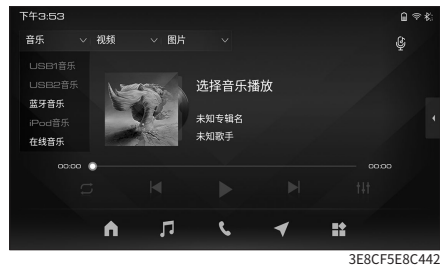 下午3:53
音乐 视频 图片
USB1音乐
USB2音乐
蓝牙音乐
iPod音乐
在线音乐
选择音乐播放
未知专辑名
未知歌手
00:00 00:00
3E8CF5E8C442